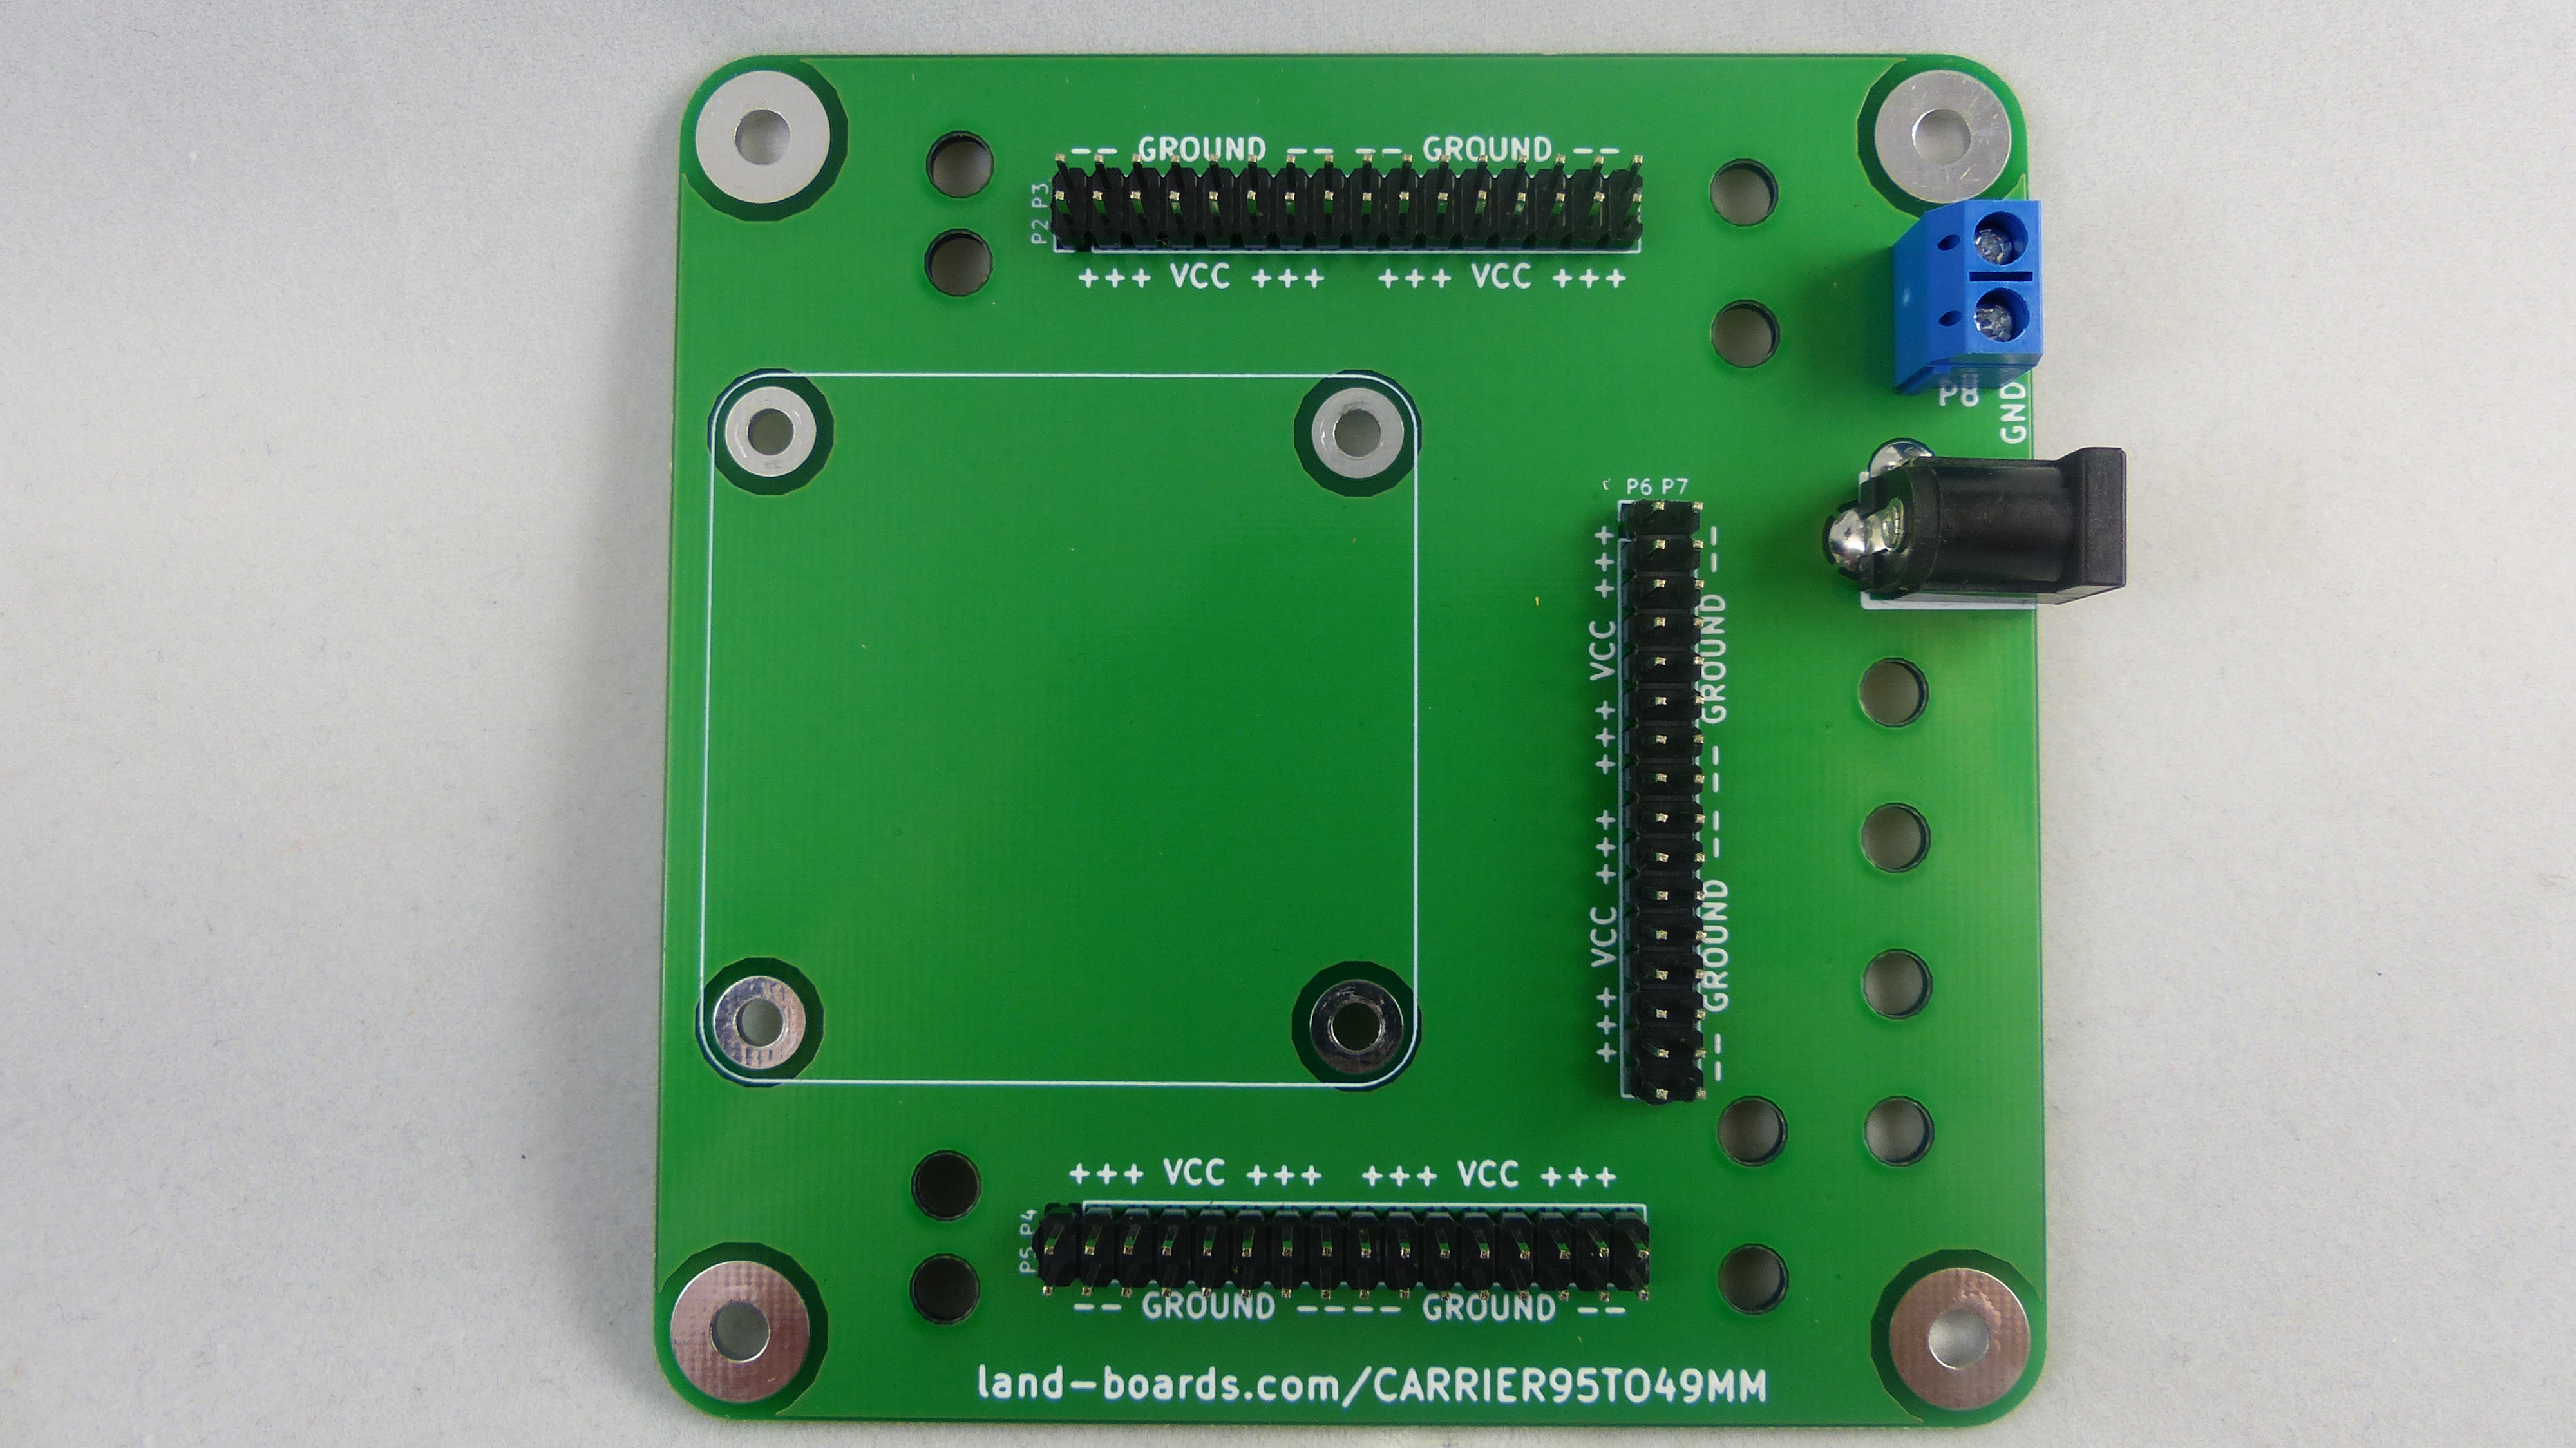 -- GROUND -- -- GROUND --
P2 P3
+++ VCC +++ +++ VCC +++
P8
GND
P6 P7
+++ VCC +++ +++ VCC +++
-- GROUND -- -- GROUND --
+++ VCC +++ +++ VCC +++
P5 P4
-- GROUND ---- GROUND --
land-boards.com/CARRIER95TO49MM